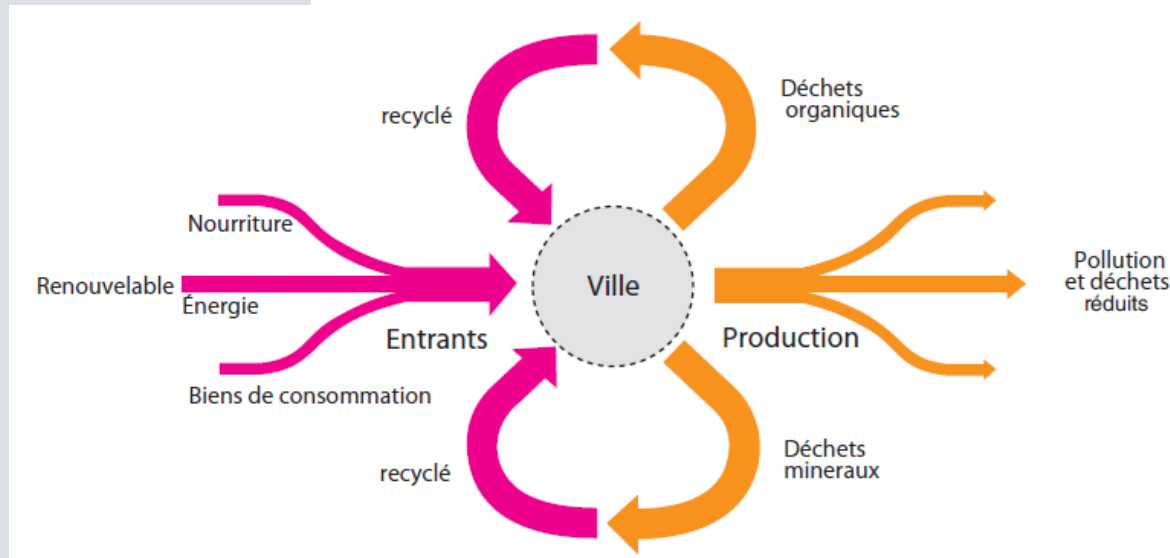 Déchets
organiques
recyclé
Nourriture
Renouvelable
Énergie
Ville
Pollution
et déchets
réduits
Entrants
Production
Biens de consommation
Déchets
mineraux
recyclé